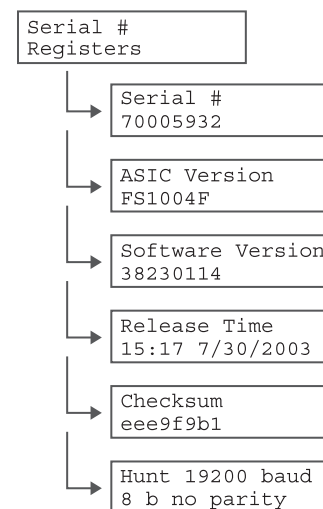 Serial #
Registers
Serial #
70005932
ASIC Version
FS1004F
Software Version
38230114
Release Time
15:17 7/30/2003
Checksum
eee9f9b1
Hunt 19200 baud
8 b no parity